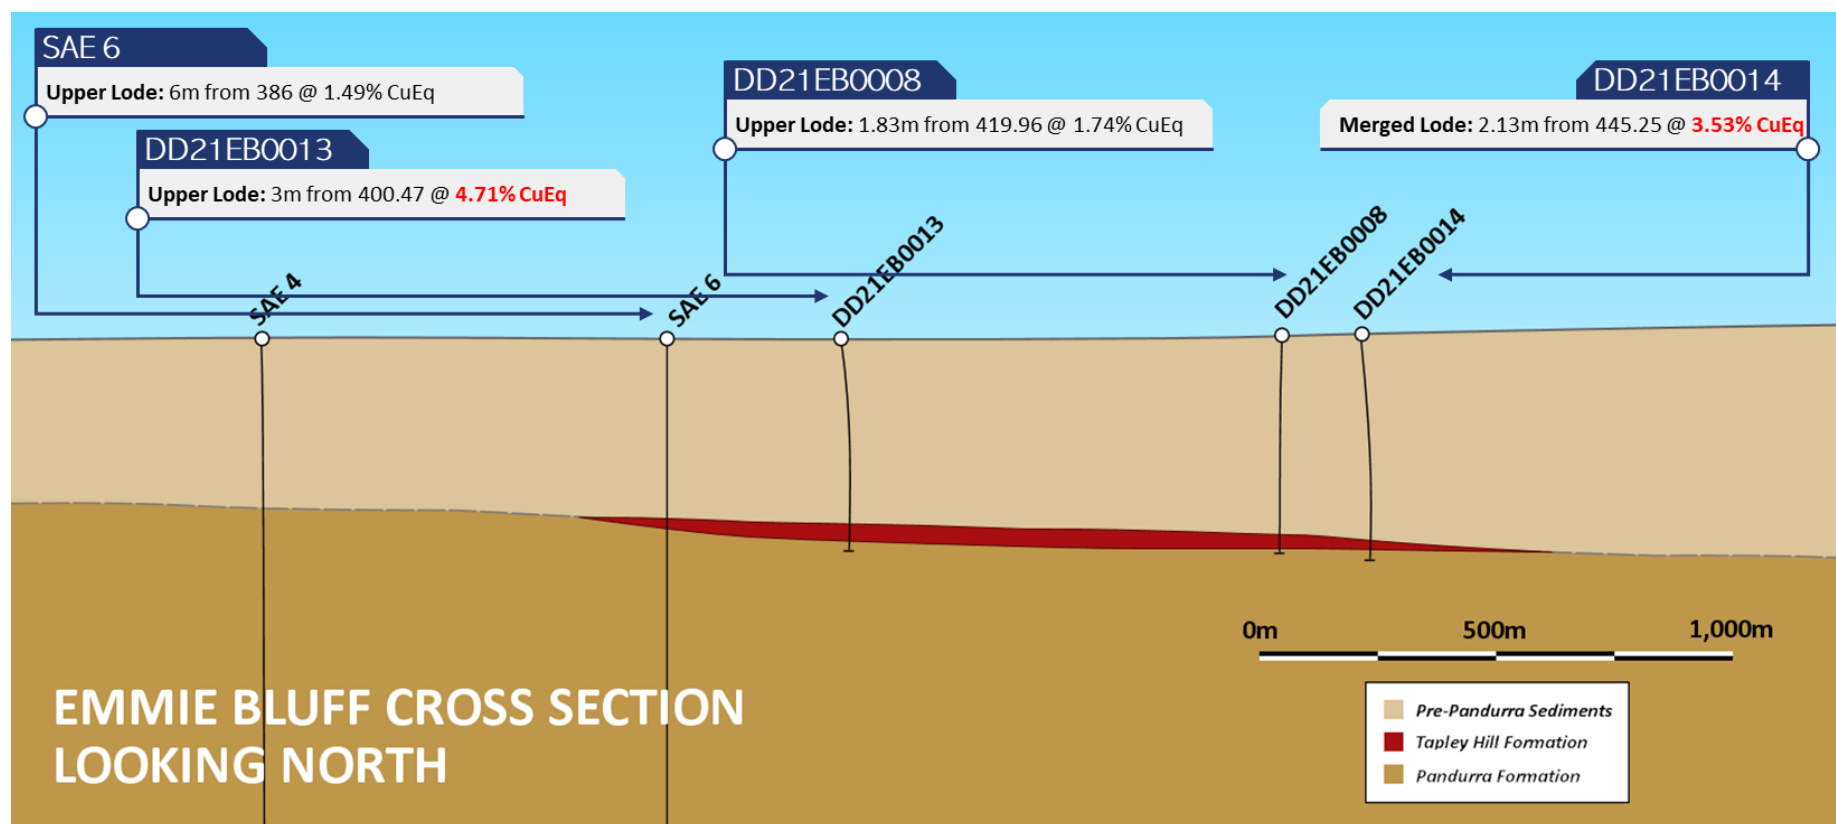 SAE 6
Upper Lode: 6m from 386 @ 1.49% CuEq
DD21EB0013
Upper Lode: 3m from 400.47 @ 4.71% CuEq
DD21EB0008
Upper Lode: 1.83m from 419.96 @ 1.74% CuEq
DD21EB0014
Merged Lode: 2.13m from 445.25 @ 3.53% CuEq
SAE 4
SAE 6
DD21EB0013
DD21EB0008
DD21EB0014
0m 500m 1,000m
EMMIE BLUFF CROSS SECTION
LOOKING NORTH
Pre-Pandurra Sediments
Tapley Hill Formation
Pandurra Formation